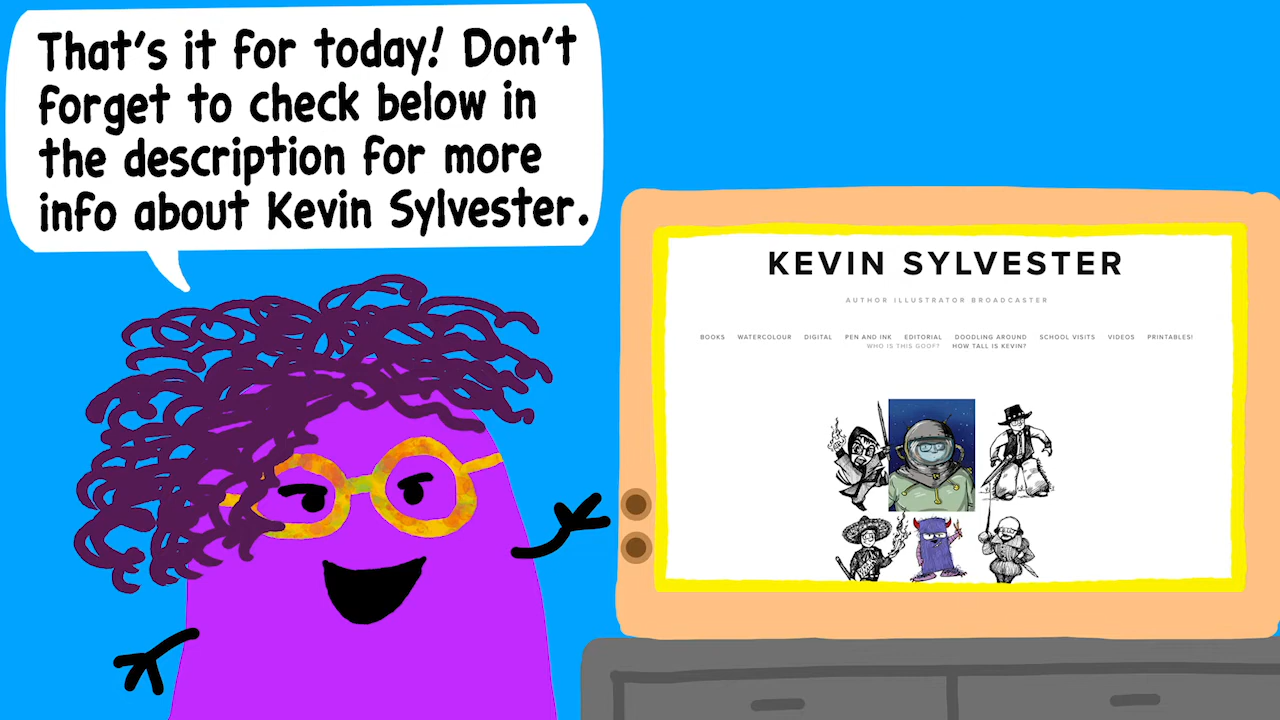 That's it for today! Don't
forget to check below in
the description for more
info about Kevin Sylvester.
KEVIN SYLVESTER
AUTHOR ILLUSTRATOR BROADCASTER
BOOKS WATERCOLOUR DIGITAL PEN AND INK EDITORIAL DOODLING AROUND SCHOOL VISITS VIDEOS PRINTABLES!
WHO IS THIS GOOF? HOW TALL IS KEVIN?